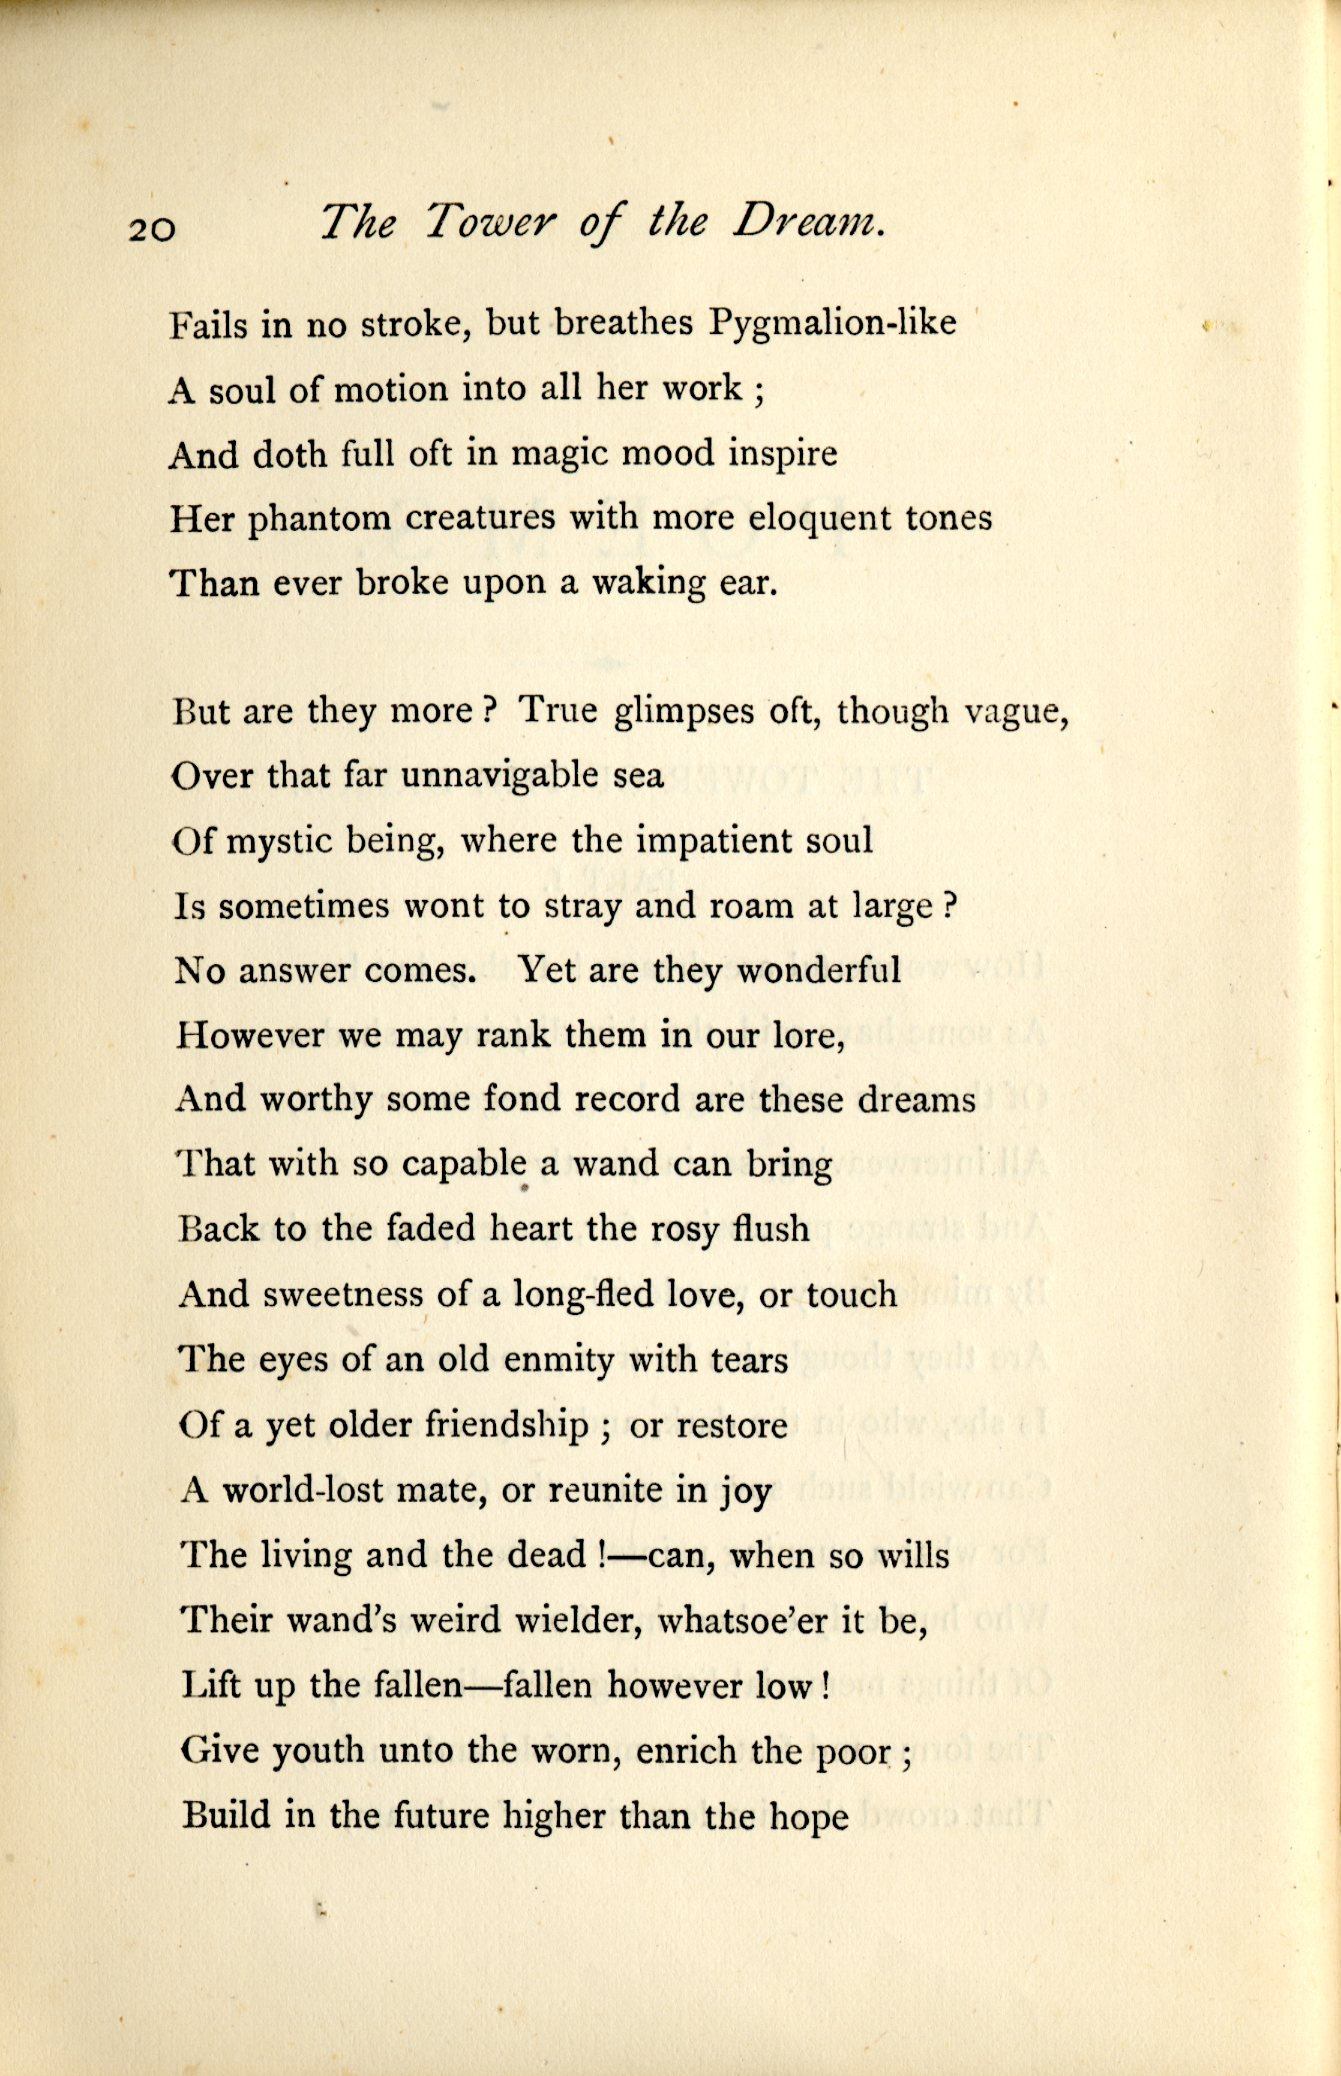 20 The Tower of the Dream.
Fails in no stroke, but breathes Pygmalion-like
A soul of motion into all her work ;
And doth full oft in magic mood inspire
Her phantom creatures with more eloquent tones
Than ever broke upon a waking ear.
But are they more ? True glimpses oft, though vague,
Over that far unnavigable sea
Of mystic being, where the impatient soul
Is sometimes wont to stray and roam at large ?
No answer comes. Yet are they wonderful
However we may rank them in our lore,
And worthy some fond record are these dreams
That with so capable a wand can bring
Back to the faded heart the rosy flush
And sweetness of a long-fled love, or touch
The eyes of an old enmity with tears
Of a yet older friendship ; or restore
A world-lost mate, or reunite in joy
The living and the dead !—can, when so wills
Their wand's weird wielder, whatsoe'er it be,
Lift up the fallen—fallen however low !
Give youth unto the worn, enrich the poor ;
Build in the future higher than the hope